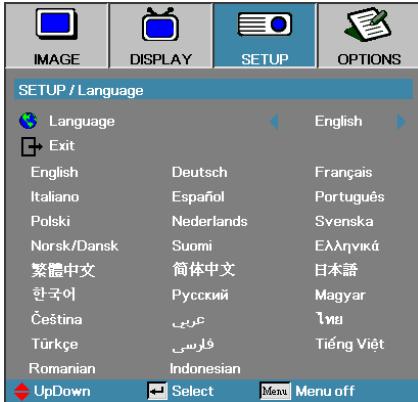 IMAGE DISPLAY SETUP OPTIONS
SETUP / Language
Language English
Exit
English Deutsch Français
Italiano Español Português
Polski Nederlands Svenska
Norsk/Dansk Suomi Ελληνικά
繁體中文 简体中文 日本語
한국어 Русский Magyar
Čeština عربي ไทย
Türkçe فارسی Tiếng Việt
Romanian Indonesian
UpDown Select Menu Menu off